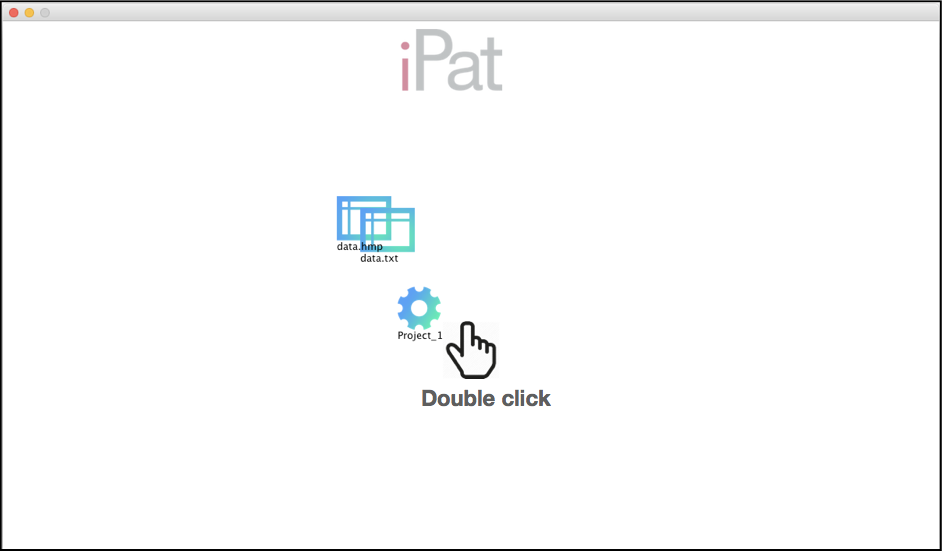 iPat
data.hmp
data.txt
Project_1
Double click